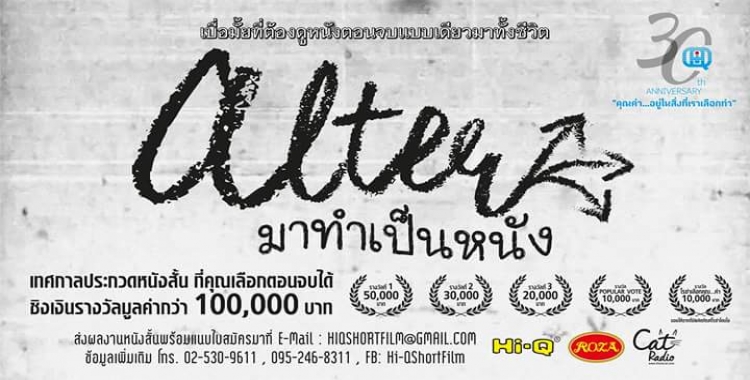 เบื่อมั้ยที่ต้องดูหนังตอนจบแบบเดียวมาทั้งชีวิต
30th
HQ
ANNIVERSARY
"คุณค่า...อยู่ในสิ่งที่เราเลือกทำ"
alter
มาทำเป็นหนัง
เทศกาลประกวดหนังสั้น ที่คุณเลือกตอนจบได้
ชิงเงินรางวัลมูลค่ากว่า 100,000 บาท
รางวัลที่ 1
50,000
บาท
รางวัลที่ 2
30,000
บาท
รางวัลที่ 3
20,000
บาท
รางวัล
POPULAR VOTE
10,000
บาท
10,000
บาท
ส่งผลงานหนังสั้นพร้อมแนบใบสมัครมาที่ E-Mail : HIQSHORTFILM@GMAIL.COM
ข้อมูลเพิ่มเติม โทร. 02-530-9611 , 095-246-8311 , FB: Hi-QShortFilm
Hi-Q
ROZA
Cat
Radio